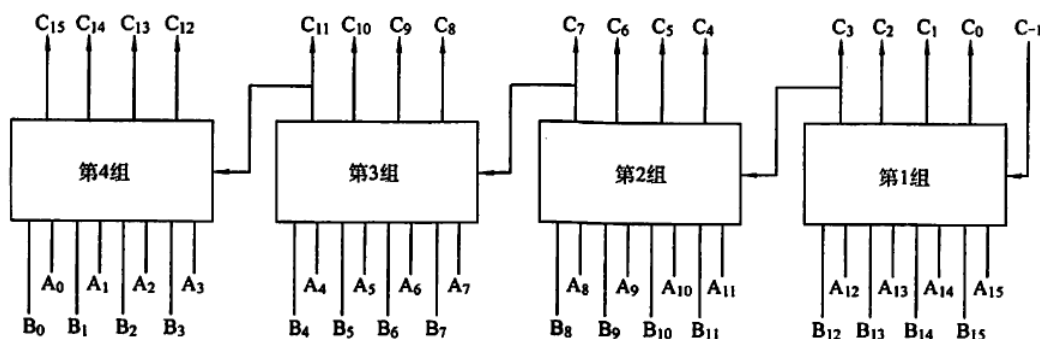 C15 C14 C13 C12 C11 C10 C9 C8 C7 C6 C5 C4 C3 C2 C1 C0 C-1
第4组 第3组 第2组 第1组
A0 A1 A2 A3 A4 A5 A6 A7 A8 A9 A10 A11 A12 A13 A14 A15
B0 B1 B2 B3 B4 B5 B6 B7 B8 B9 B10 B11 B12 B13 B14 B15